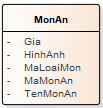 MonAn
- Gia
- HinhAnh
- MaLoaiMon
- MaMonAn
- TenMonAn